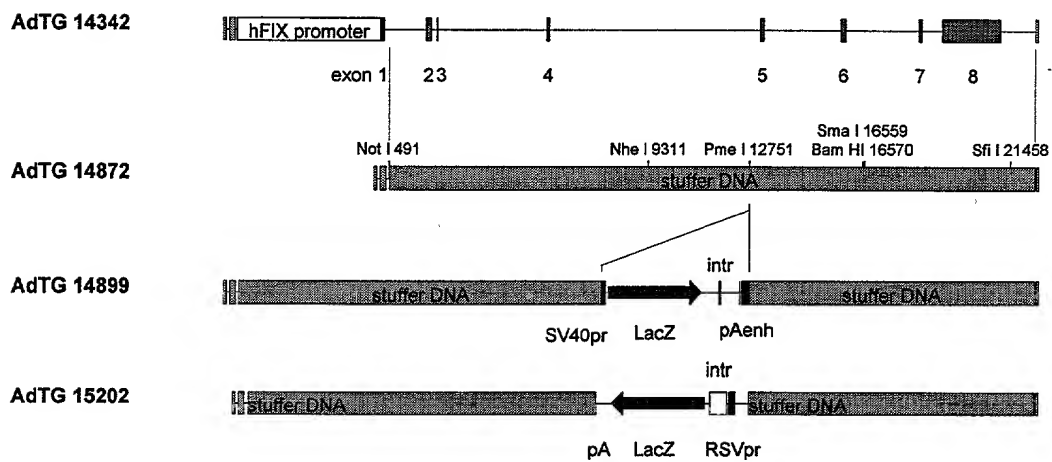 AdTG 14342
hFIX promoter
exon 1 2 3 4 5 6 7 8
Sma I 16559
Not I 491 Nhe I 9311 Pme I 12751 Bam HI 16570 Sfi I 21458
AdTG 14872
stuffer DNA
intr
AdTG 14899
stuffer DNA stuffer DNA
SV40pr LacZ pAenh
intr
AdTG 15202
stuffer DNA stuffer DNA
pA LacZ RSVpr